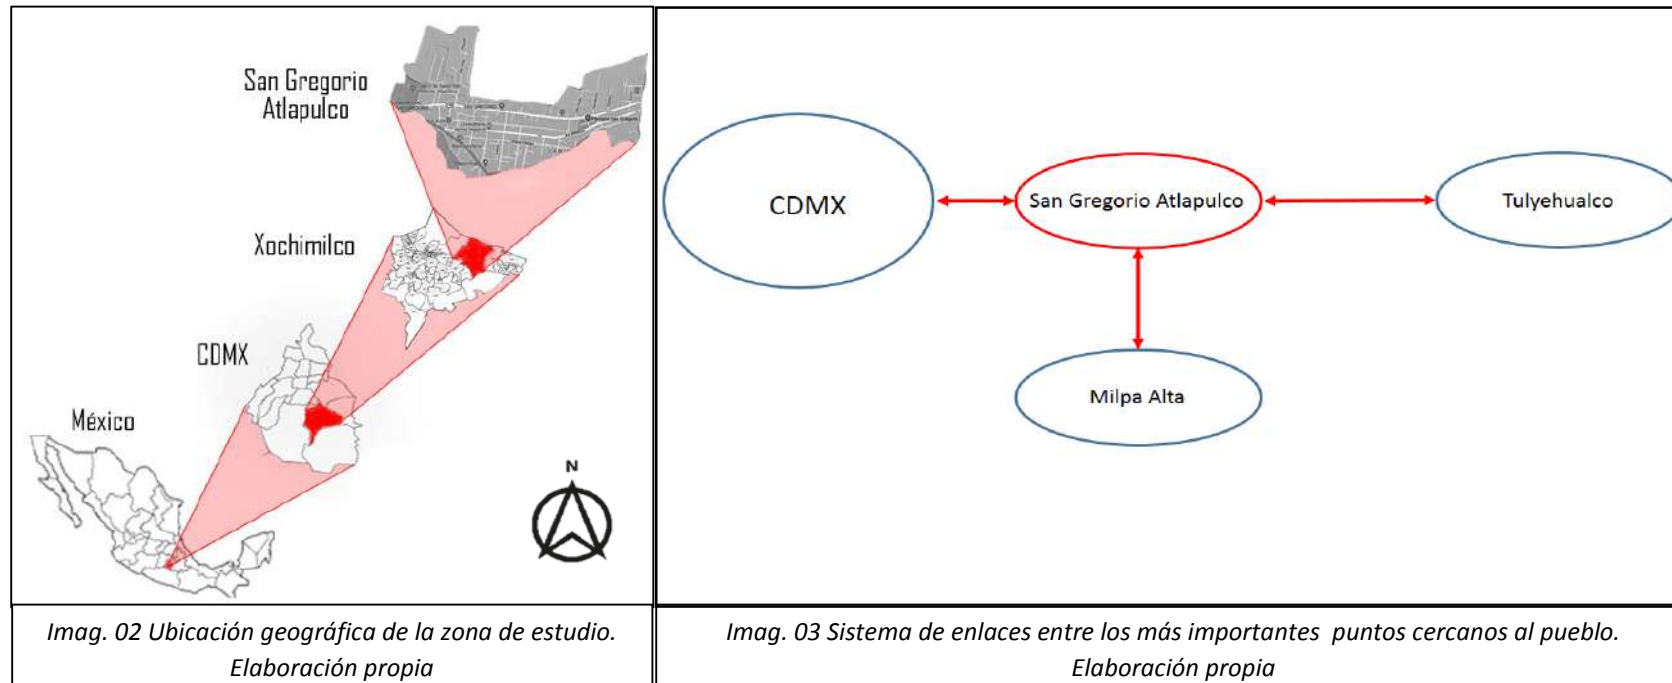 San Gregorio
Atlapulco
Xochimilco
CDMX
México
N
CDMX
San Gregorio Atlapulco
Tulyehualco
Milpa Alta
Imag. 02 Ubicación geográfica de la zona de estudio.
Elaboración propia
Imag. 03 Sistema de enlaces entre los más importantes puntos cercanos al pueblo.
Elaboración propia